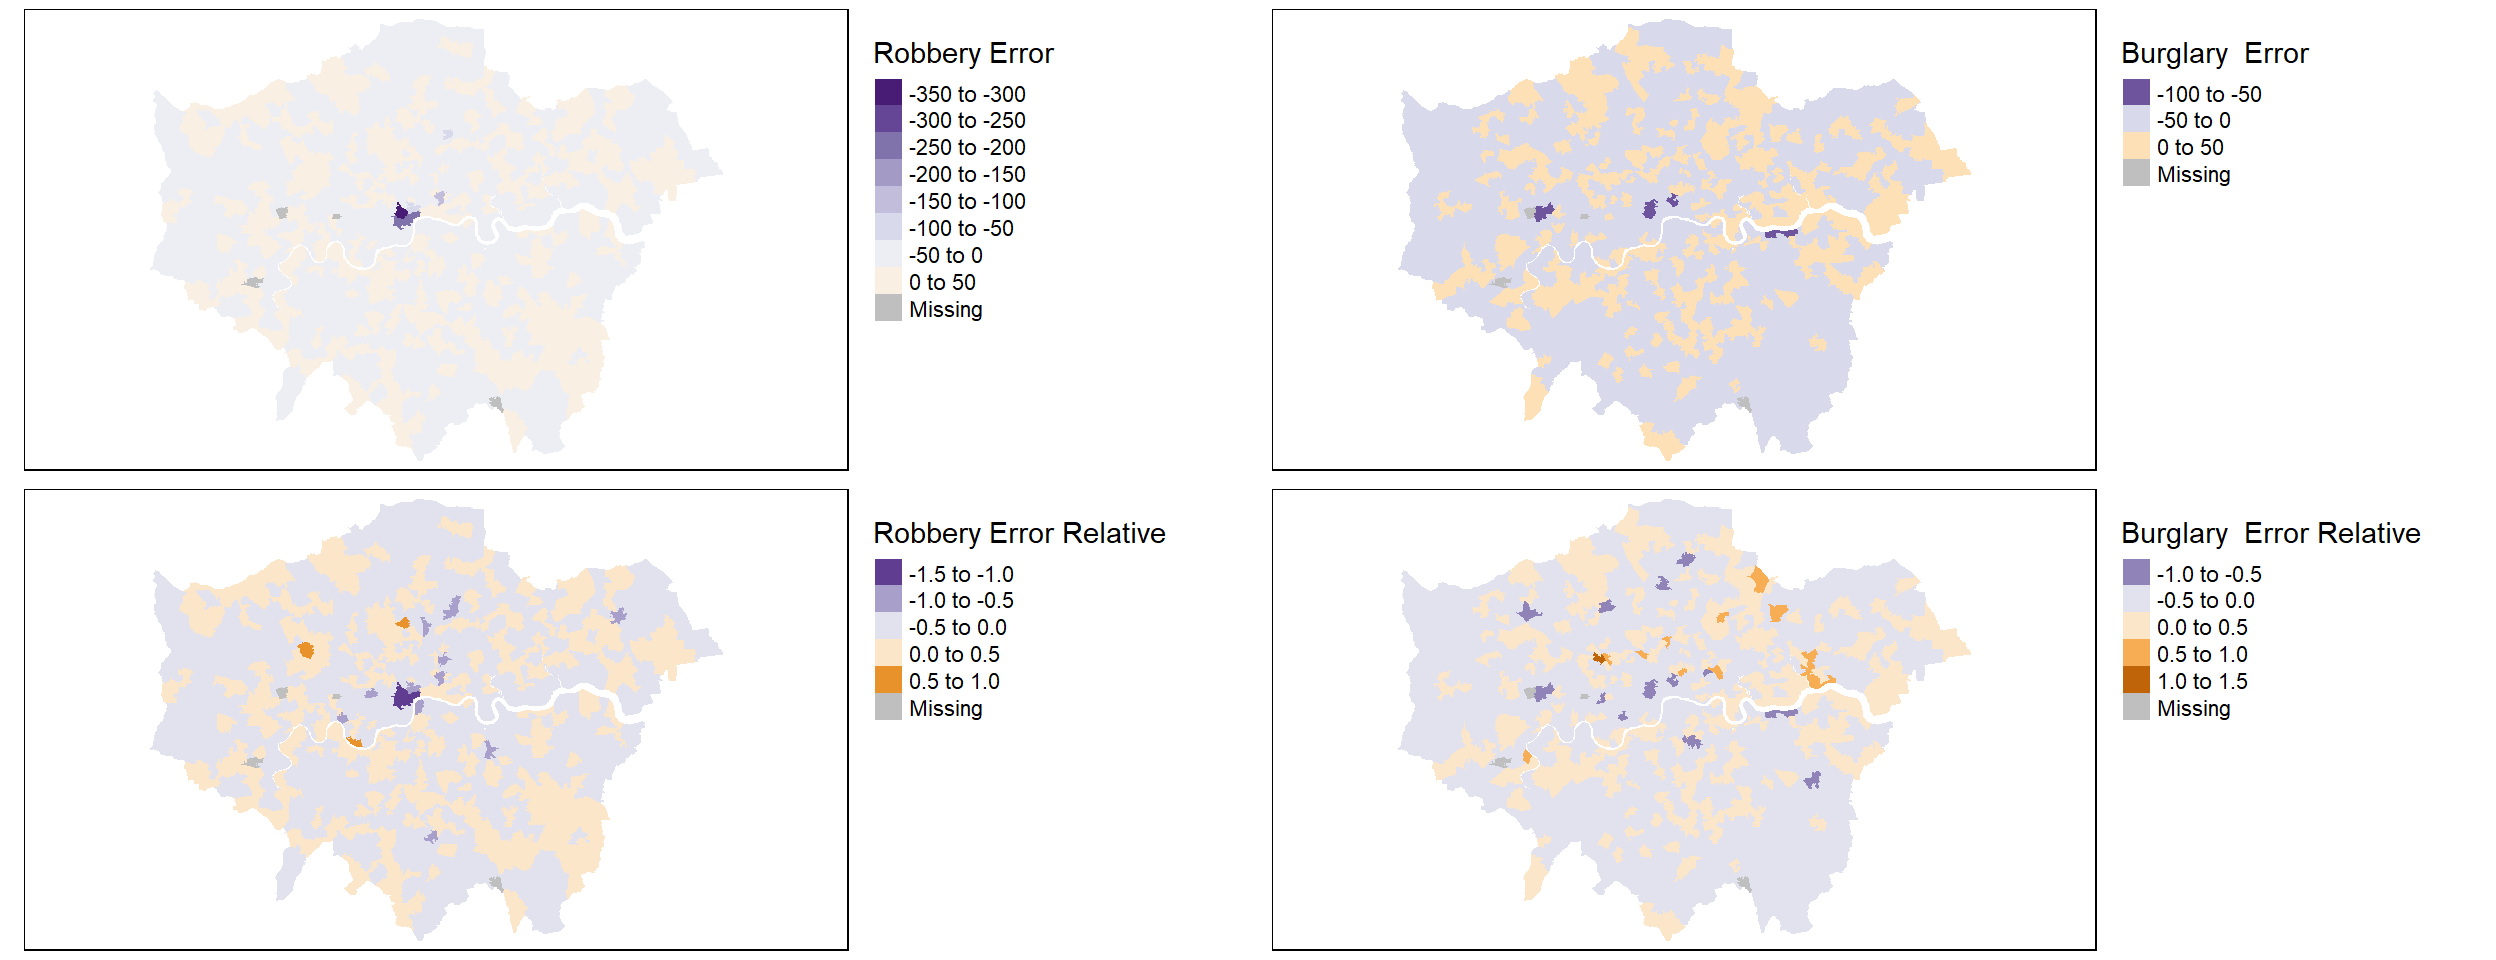 Robbery Error
-350 to -300
-300 to -250
-250 to -200
-200 to -150
-150 to -100
-100 to -50
-50 to 0
0 to 50
Missing
Burglary  Error
-100 to -50
-50 to 0
0 to 50
Missing
Robbery Error Relative
-1.5 to -1.0
-1.0 to -0.5
-0.5 to 0.0
0.0 to 0.5
0.5 to 1.0
Missing
Burglary  Error Relative
-1.0 to -0.5
-0.5 to 0.0
0.0 to 0.5
0.5 to 1.0
1.0 to 1.5
Missing